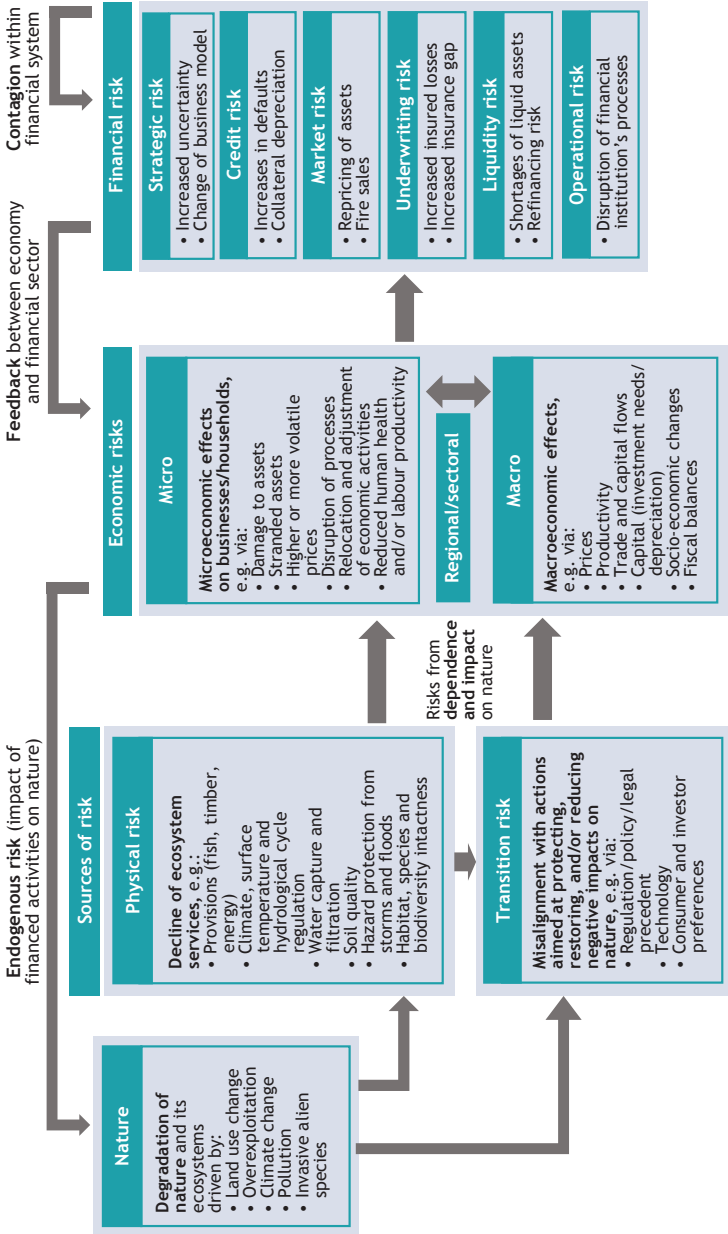 Endogenous risk (impact of
financed activities on nature)
Feedback between economy
and financial sector
Contagion within
financial system
Nature
Degradation of
nature and its
ecosystems
driven by:
• Land use change
• Overexploitation
• Climate change
• Pollution
• Invasive alien
species
Sources of risk
Physical risk
Decline of ecosystem
services, e.g.:
• Provisions (fish, timber,
energy)
• Climate, surface
temperature and
hydrological cycle
regulation
• Water capture and
filtration
• Soil quality
• Hazard protection from
storms and floods
• Habitat, species and
biodiversity intactness
Transition risk
Misalignment with actions
aimed at protecting,
restoring, and/or reducing
negative impacts on
nature, e.g. via:
• Regulation/policy/legal
precedent
• Technology
• Consumer and investor
preferences
Risks from
dependence
and impact
on nature
Economic risks
Micro
Microeconomic effects
on businesses/households,
e.g. via:
• Damage to assets
• Stranded assets
• Higher or more volatile
prices
• Disruption of processes
• Relocation and adjustment
of economic activities
• Reduced human health
and/or labour productivity
Regional/sectoral
Macro
Macroeconomic effects,
e.g. via:
• Prices
• Productivity
• Trade and capital flows
• Capital (investment needs/
depreciation)
• Socio-economic changes
• Fiscal balances
Financial risk
Strategic risk
• Increased uncertainty
• Change of business model
Credit risk
• Increases in defaults
• Collateral depreciation
Market risk
• Repricing of assets
• Fire sales
Underwriting risk
• Increased insured losses
• Increased insurance gap
Liquidity risk
• Shortages of liquid assets
• Refinancing risk
Operational risk
• Disruption of financial
institution's processes